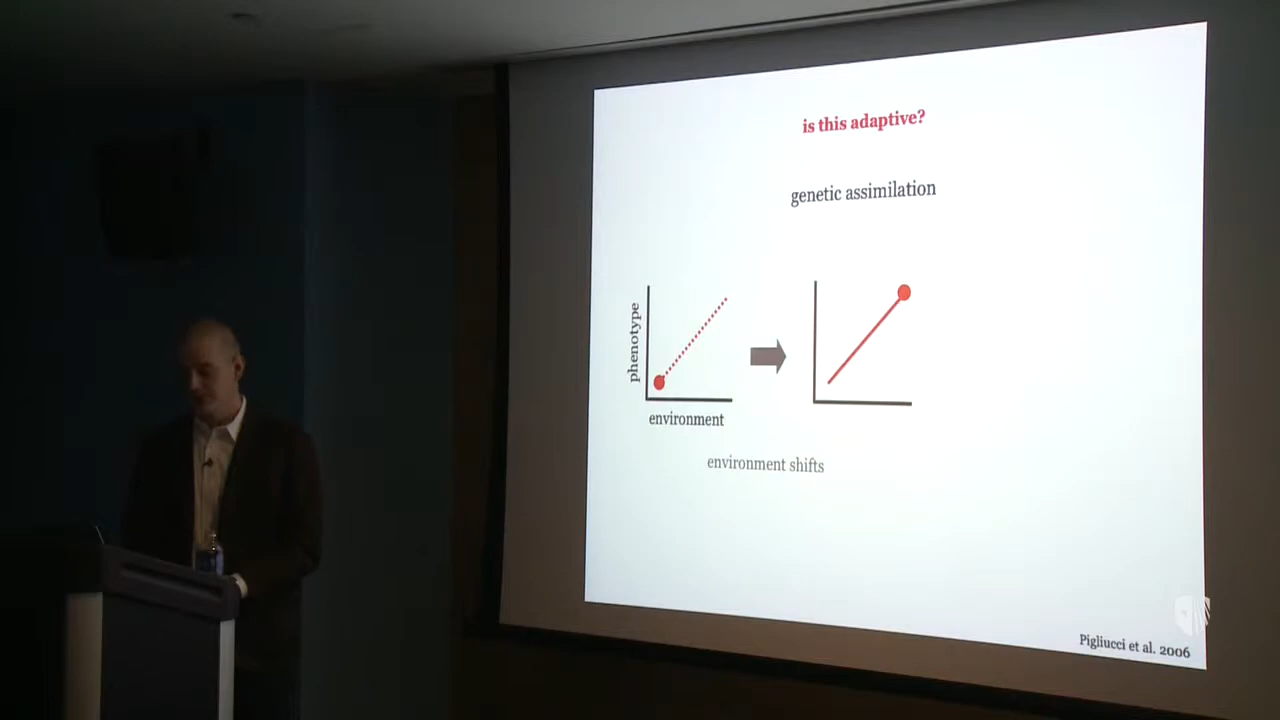 is this adaptive?
genetic assimilation
phenotype
environment
environment shifts
Pigliucci et al. 2006